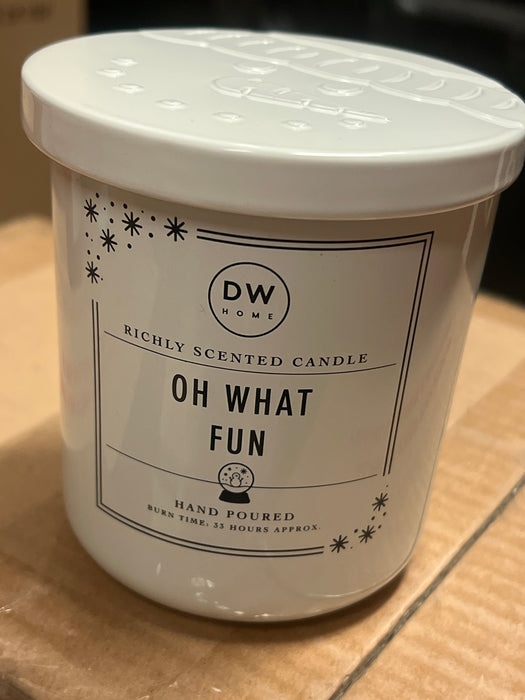 DW
HOME
RICHLY SCENTED CANDLE
OH WHAT
FUN
HAND POURED
BURN TIME: 33 HOURS APPROX.